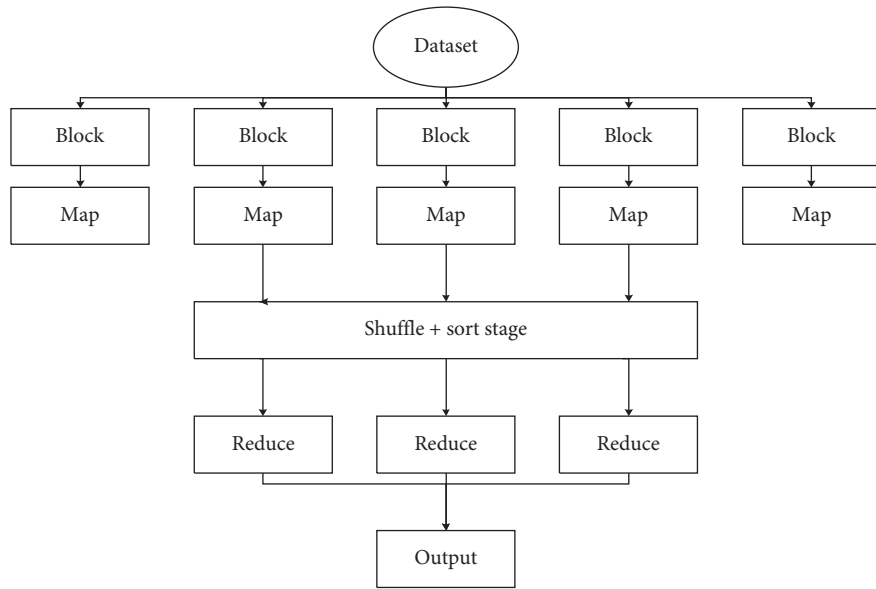 Dataset
Block
Block
Block
Block
Block
Map
Map
Map
Map
Map
Shuffle + sort stage
Reduce
Reduce
Reduce
Output